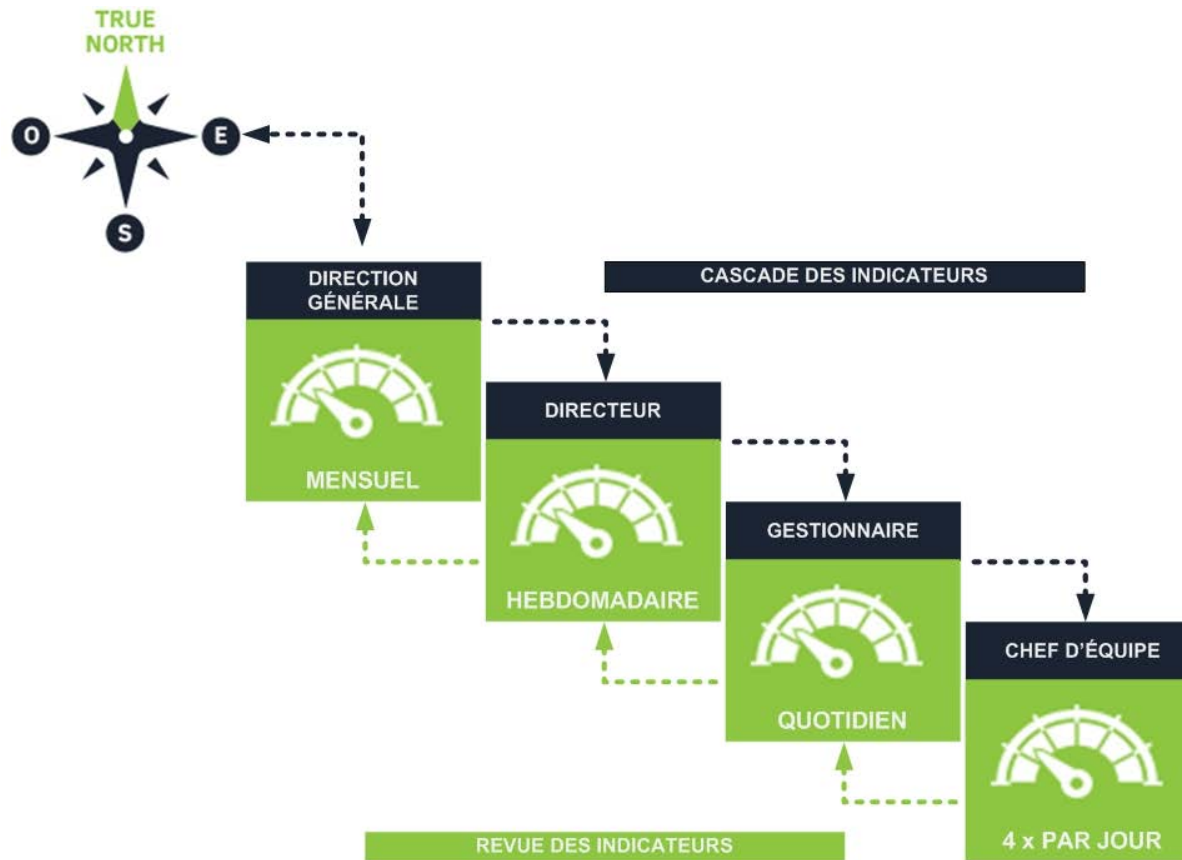 TRUE
NORTH
O
E
S
DIRECTION
GÉNÉRALE
CASCADE DES INDICATEURS
MENSUEL
DIRECTEUR
HEBDOMADAIRE
GESTIONNAIRE
QUOTIDIEN
CHEF D'ÉQUIPE
4 x PAR JOUR
REVUE DES INDICATEURS